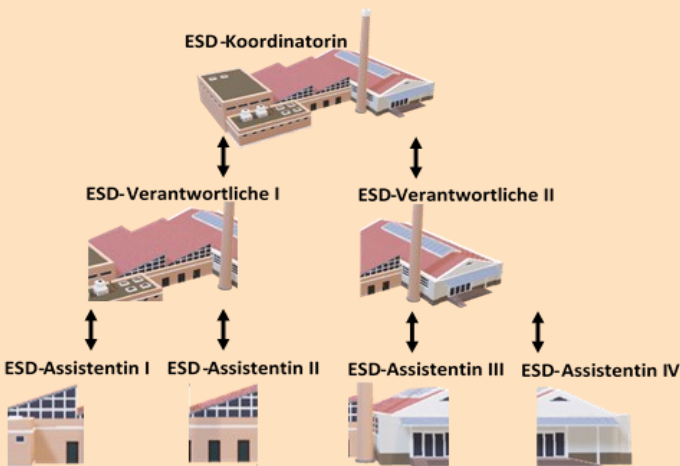 ESD-Koordinatorin
ESD-Verantwortliche I
ESD-Verantwortliche II
ESD-Assistentin I
ESD-Assistentin II
ESD-Assistentin III
ESD-Assistentin IV